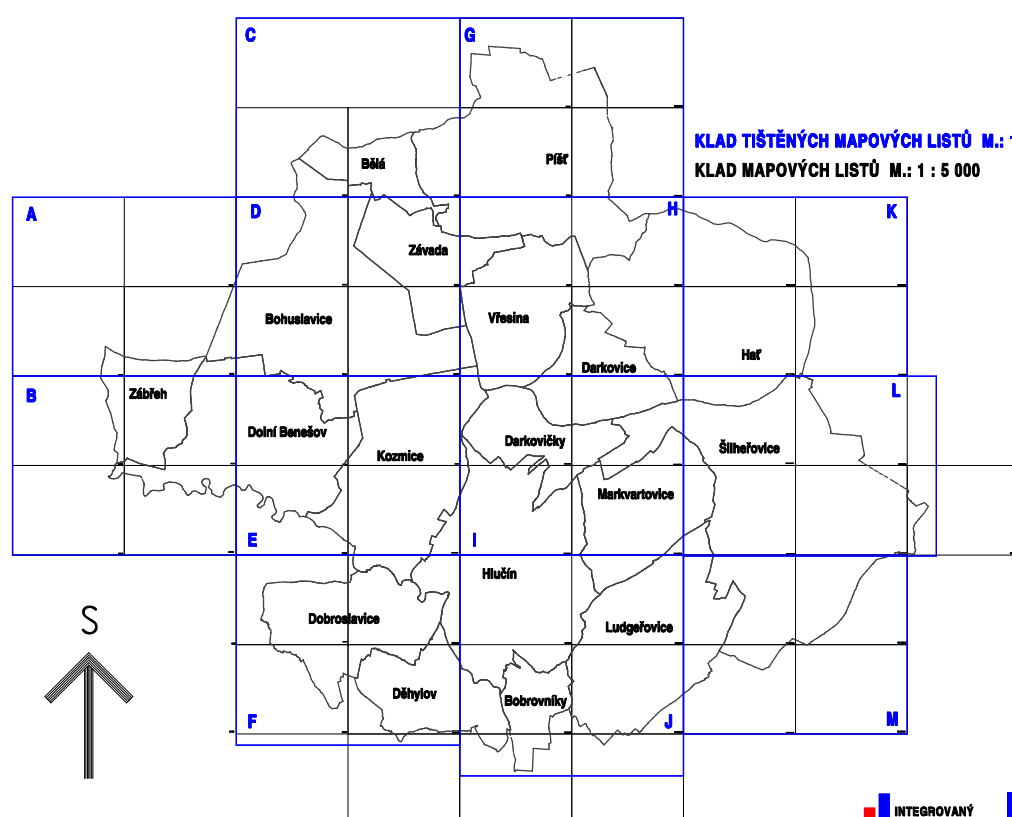 C
G
KLAD TIŠTĚNÝCH MAPOVÝCH LISTŮ M.: 1
Píšť
Bělá
KLAD MAPOVÝCH LISTŮ M.: 1 : 5 000
A
D
H
K
Závada
Bohuslavice
Vřesina
Hať
Darkovice
B
Zábřeh
L
Dolní Benešov
Darkovičky
Kozmice
Šilheřovice
Markvartovice
E
I
Hlučín
S
Dobroslavice
Ludgeřovice
Děhylov
Bobrovníky
F
J
M
INTEGROVANÝ